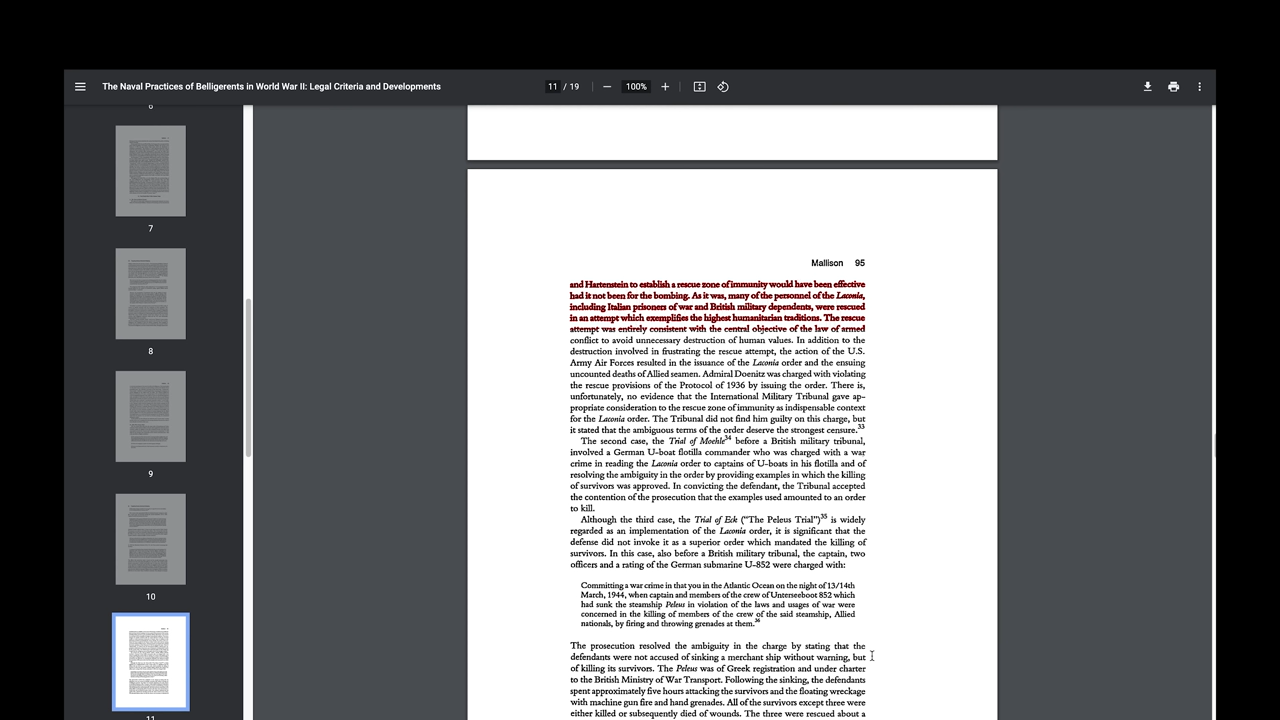 The Naval Practices of Belligerents in World War II: Legal Criteria and Developments
11 / 19
100%
6
7
8
9
10
11
Mallison 95
and Hartenstein to establish a rescue zone of immunity would have been effective
had it not been for the bombing. As it was, many of the personnel of the Laconia,
including Italian prisoners of war and British military dependents, were rescued
in an attempt which exemplifies the highest humanitarian traditions. The rescue
attempt was entirely consistent with the central objective of the law of armed
conflict to avoid unnecessary destruction of human values. In addition to the
destruction involved in frustrating the rescue attempt, the action of the U.S.
Army Air Forces resulted in the issuance of the Laconia order and the ensuing
uncounted deaths of Allied seamen. Admiral Doenitz was charged with violating
the rescue provisions of the Protocol of 1936 by issuing the order. There is,
unfortunately, no evidence that the International Military Tribunal gave ap-
propriate consideration to the rescue zone of immunity as indispensable context
for the Laconia order. The Tribunal did not find him guilty on this charge, but
it stated that the ambiguous terms of the order deserve the strongest censure.33
The second case, the Trial of Moehle34 before a British military tribunal,
involved a German U-boat flotilla commander who was charged with a war
crime in reading the Laconia order to captains of U-boats in his flotilla and of
resolving the ambiguity in the order by providing examples in which the killing
of survivors was approved. In convicting the defendant, the Tribunal accepted
the contention of the prosecution that the examples used amounted to an order
to kill.
Although the third case, the Trial of Eck ("The Peleus Trial")35 is widely
regarded as an implementation of the Laconia order, it is significant that the
defense did not invoke it as a superior order which mandated the killing of
survivors. In this case, also before a British military tribunal, the captain, two
officers and a rating of the German submarine U-852 were charged with:
Committing a war crime in that you in the Atlantic Ocean on the night of 13/14th
March, 1944, when captain and members of the crew of Unterseeboot 852 which
had sunk the steamship Peleus in violation of the laws and usages of war were
concerned in the killing of members of the crew of the said steamship, Allied
nationals, by firing and throwing grenades at them.36
The prosecution resolved the ambiguity in the charge by stating that the
defendants were not accused of sinking a merchant ship without warning, but
of killing its survivors. The Peleus was of Greek registration and under charter
to the British Ministry of War Transport. Following the sinking, the defendants
spent approximately five hours attacking the survivors and the floating wreckage
with machine gun fire and hand grenades. All of the survivors except three were
either killed or subsequently died of wounds. The three were rescued about a